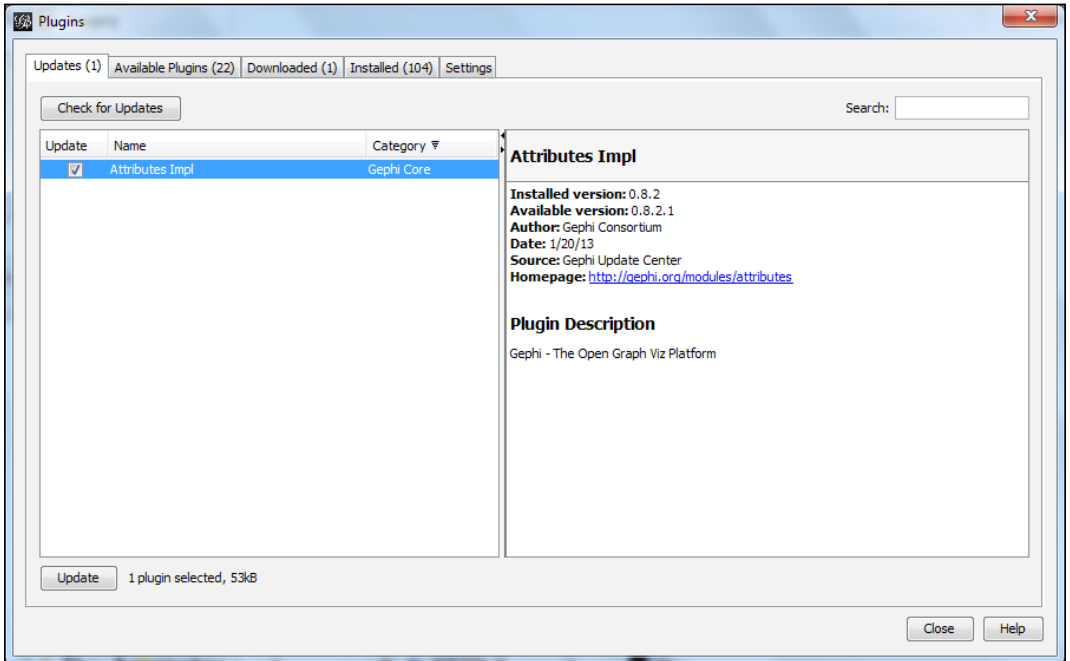 Plugins
Updates (1) Available Plugins (22) Downloaded (1) Installed (104) Settings
Check for Updates Search:
Update Name Category
Attributes Impl Gephi Core
Attributes Impl
Installed version: 0.8.2
Available version: 0.8.2.1
Author: Gephi Consortium
Date: 1/20/13
Source: Gephi Update Center
Homepage: http://gephi.org/modules/attributes
Plugin Description
Gephi - The Open Graph Viz Platform
Update 1 plugin selected, 53kB
Close Help